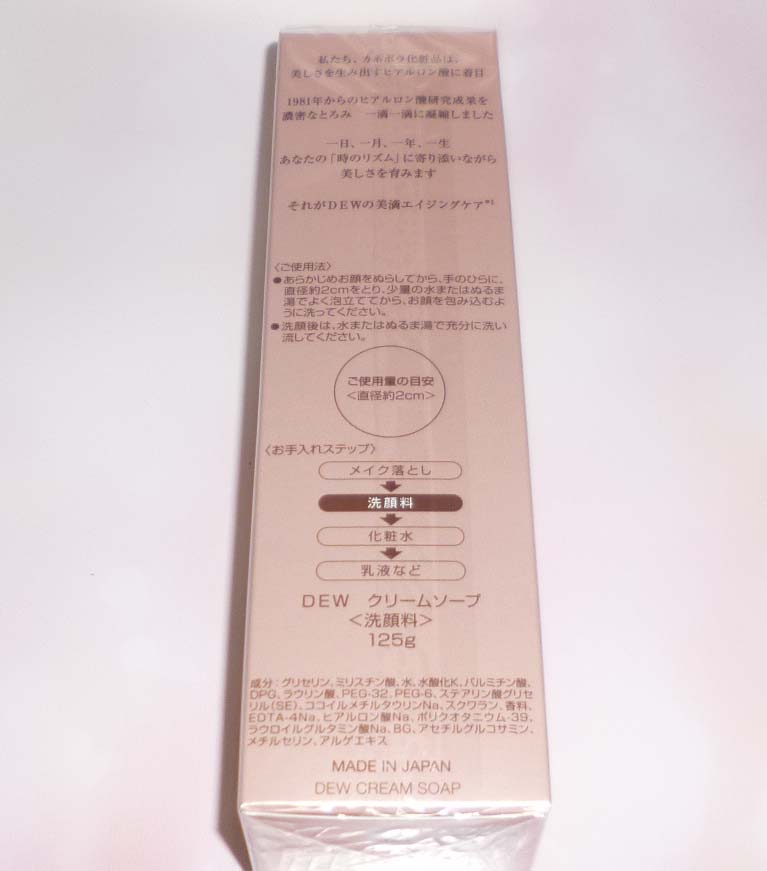 私たち、カネボウ化粧品は、
美しさを生み出すヒアルロン酸に着目
1981年からのヒアルロン酸研究成果を
濃密なとろみ 一滴一滴に凝縮しました
一日、一月、一年、一生
あなたの「時のリズム」に寄り添いながら
美しさを育みます
それがDEWの美滴エイジングケア※1
〈ご使用法〉
●あらかじめお顔をぬらしてから、手のひらに、
直径約2cmをとり、少量の水またはぬるま
湯でよく泡立ててから、お顔を包み込むよ
うに洗ってください。
●洗顔後は、水またはぬるま湯で充分に洗い
流してください。
ご使用量の目安
<直径約2cm>
〈お手入れステップ〉
メイク落とし
洗顔料
化粧水
乳液など
DEW クリームソープ
<洗顔料>
125g
成分:グリセリン、ミリスチン酸、水、水酸化K、パルミチン酸、
DPG、ラウリン酸、PEG-32、PEG-6、ステアリン酸グリセ
リル(SE)、ココイルメチルタウリンNa、スクワラン、香料、
EDTA-4Na、ヒアルロン酸Na、ポリクオタニウム-39、
ラウロイルグルタミン酸Na、BG、アセチルグルコサミン、
メチルセリン、アルゲエキス
MADE IN JAPAN
DEW CREAM SOAP